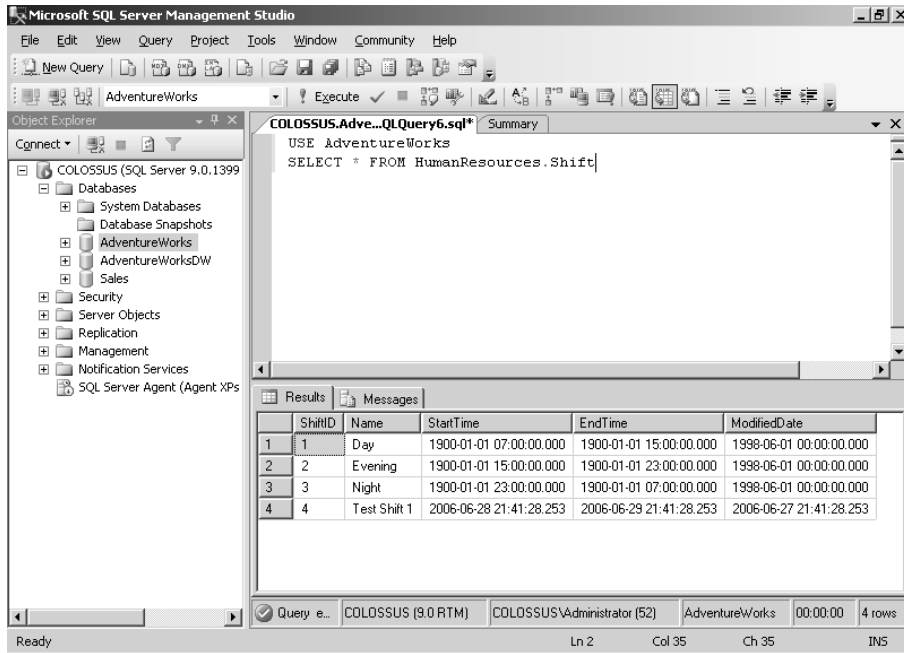 Microsoft SQL Server Management Studio
File Edit View Query Project Tools Window Community Help
New Query
AdventureWorks Execute
Object Explorer
Connect
COLOSSUS (SQL Server 9.0.1399
Databases
System Databases
Database Snapshots
AdventureWorks
AdventureWorksDW
Sales
Security
Server Objects
Replication
Management
Notification Services
SQL Server Agent (Agent XPs
COLOSSUS.Adve...QLQuery6.sql* Summary
USE AdventureWorks
SELECT * FROM HumanResources.Shift
Results Messages
ShiftID Name StartTime EndTime ModifiedDate
1 1 Day 1900-01-01 07:00:00.000 1900-01-01 15:00:00.000 1998-06-01 00:00:00.000
2 2 Evening 1900-01-01 15:00:00.000 1900-01-01 23:00:00.000 1998-06-01 00:00:00.000
3 3 Night 1900-01-01 23:00:00.000 1900-01-01 07:00:00.000 1998-06-01 00:00:00.000
4 4 Test Shift 1 2006-06-28 21:41:28.253 2006-06-29 21:41:28.253 2006-06-27 21:41:28.253
Query e... COLOSSUS (9.0 RTM) COLOSSUS\Administrator (52) AdventureWorks 00:00:00 4 rows
Ready Ln 2 Col 35 Ch 35 INS